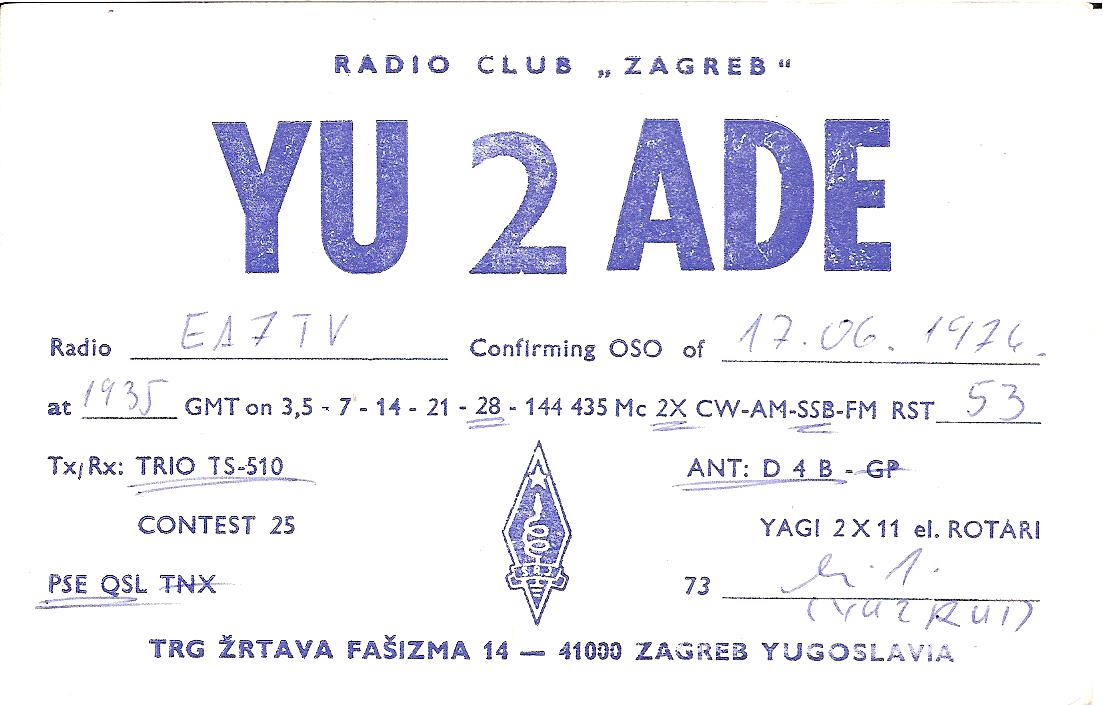 RADIO CLUB „ZAGREB“
YU 2 ADE
Radio EA7TV Confirming QSO of 17.06.1976.
at 1935 GMT on 3,5 - 7 - 14 - 21 - 28 - 144 435 Mc 2X CW-AM-SSB-FM RST 53
Tx/Rx: TRIO TS-510 ANT: D 4 B - GP
CONTEST 25 YAGI 2X11 el. ROTARI
PSE QSL TNX 73
(YU2RUI)
TRG ŽRTAVA FAŠIZMA 14 — 41000 ZAGREB YUGOSLAVIA